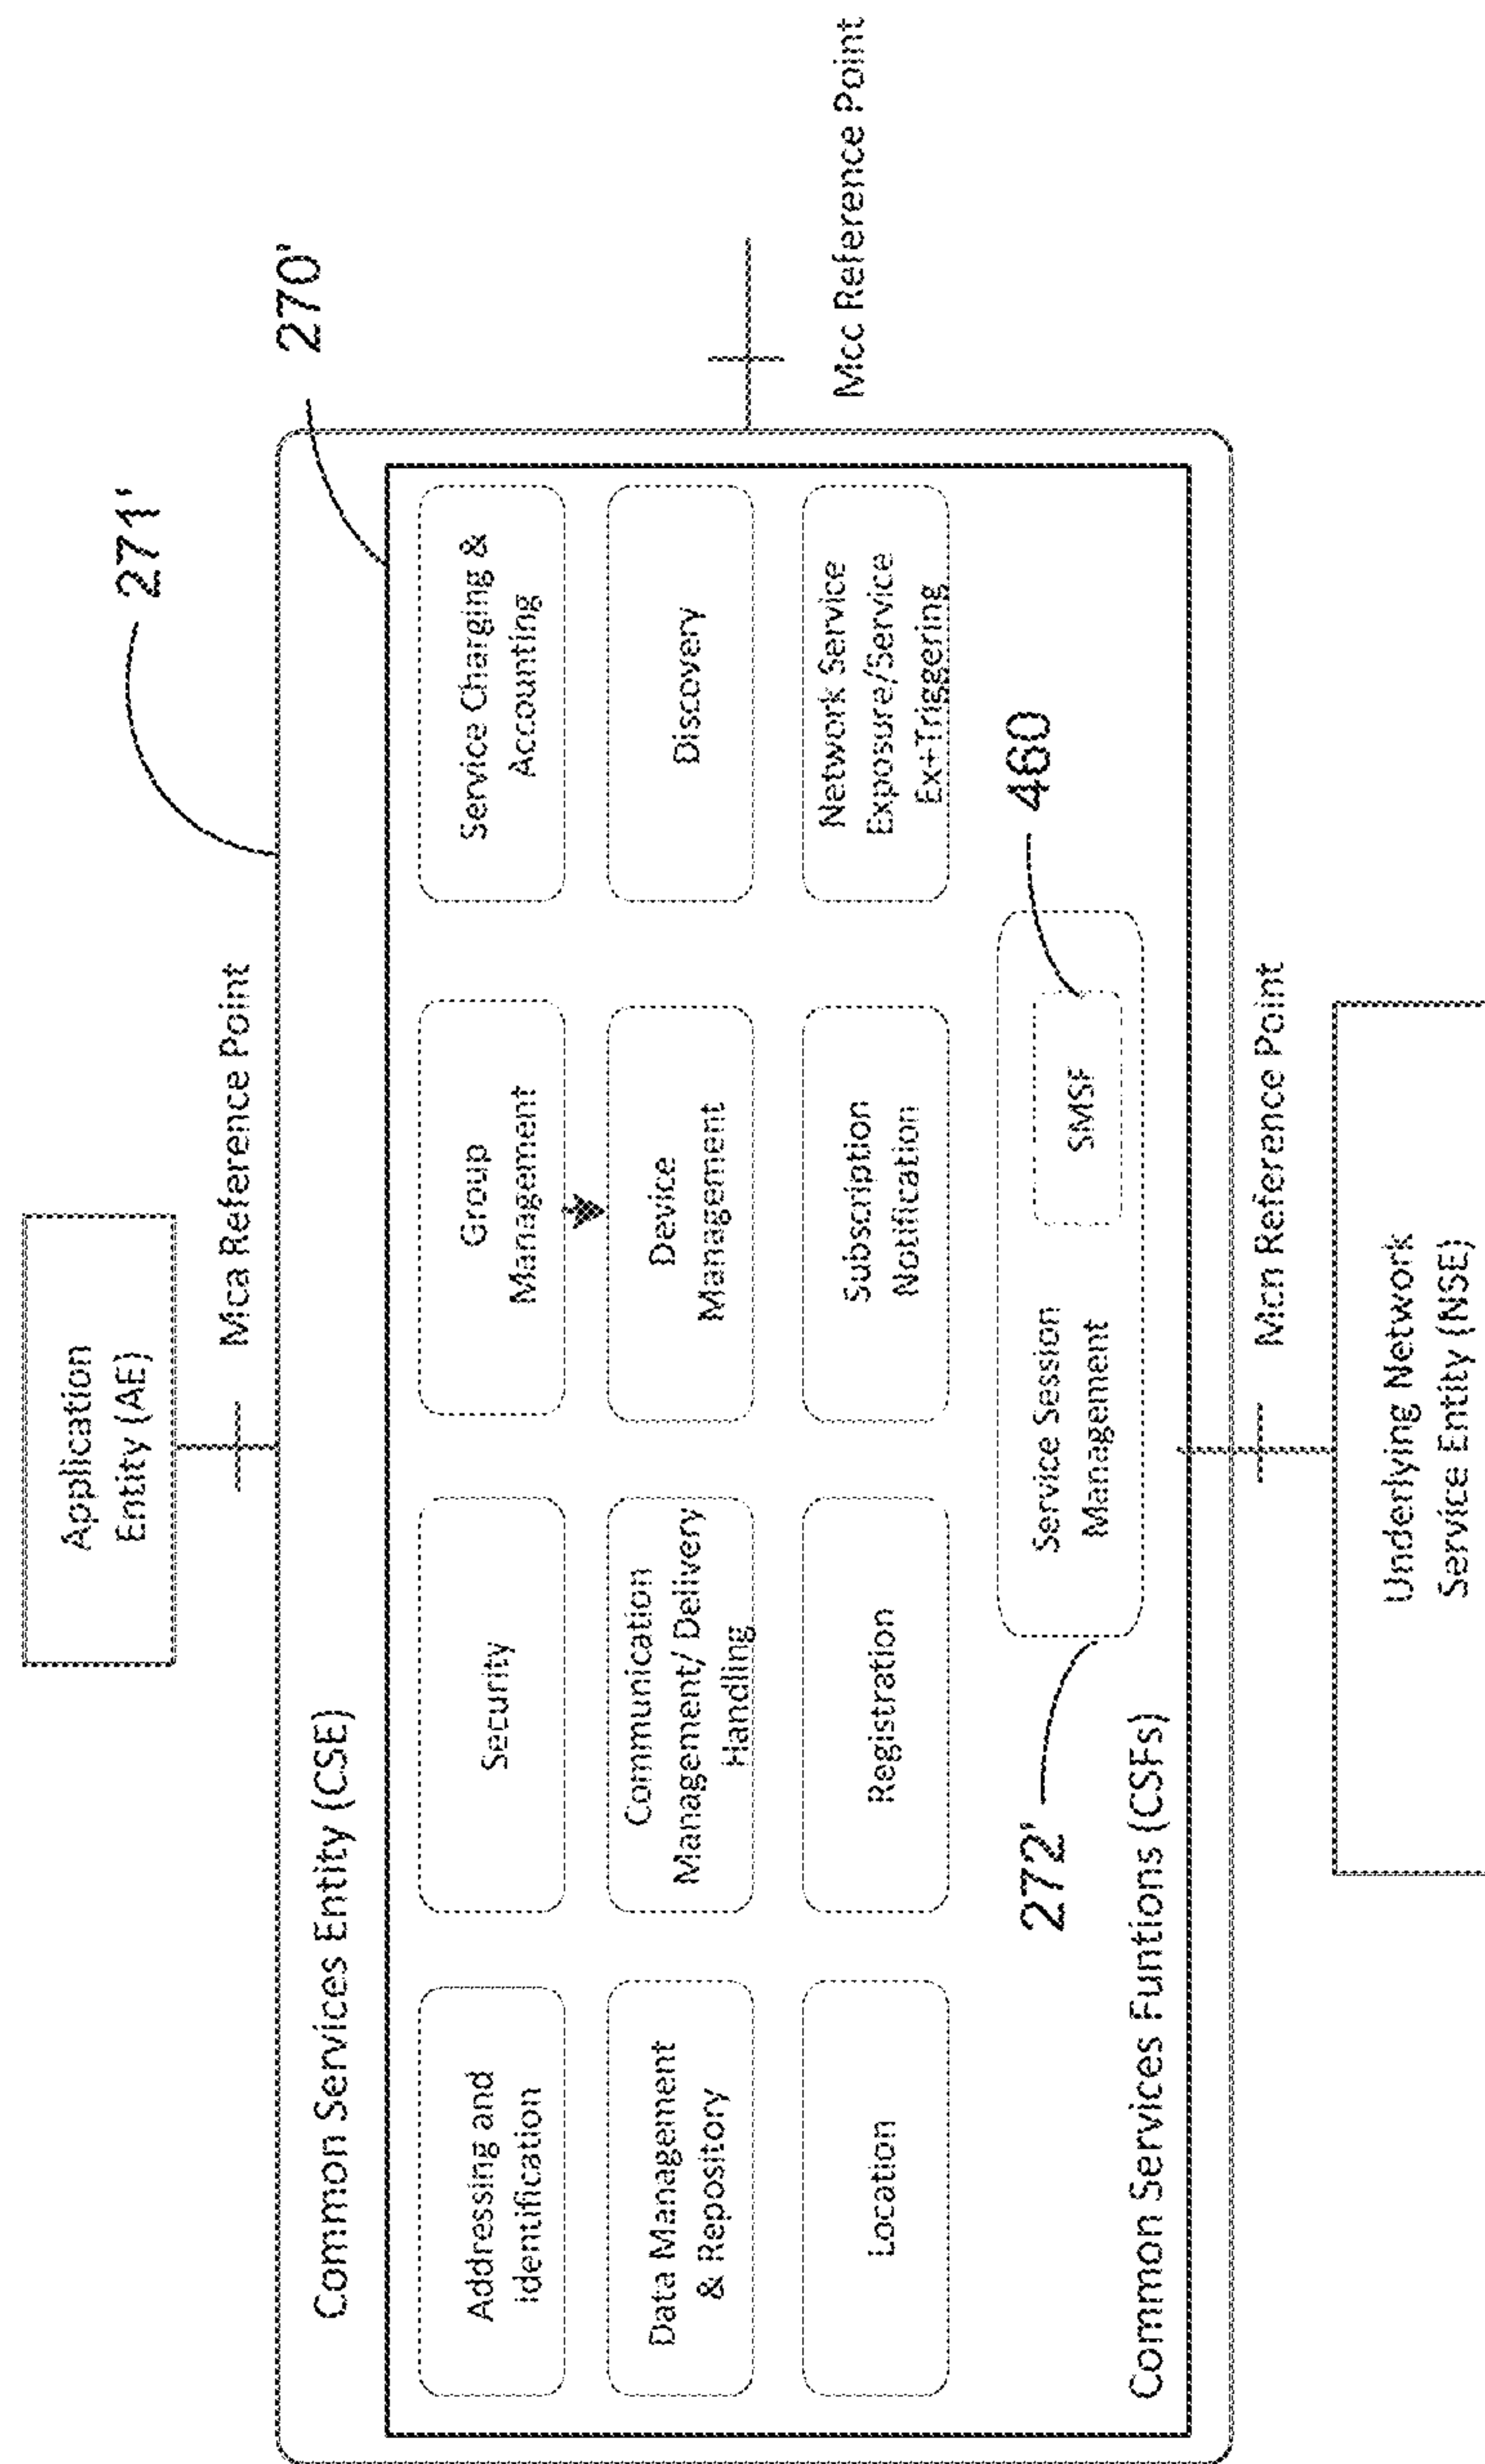 Application
Entity (AE)
Mca Reference Point
271'
Common Services Entity (CSE)
270'
Addressing and
Identification
Security
Group
Management
Service Charging &
Accounting
Data Management
& Repository
Communication
Management/ Delivery
Handling
Device
Management
Discovery
Location
Registration
Subscription
Notification
Network Service
Exposure/Service
Ex+Triggering
Mcc Reference Point
272'
Service Session
Management
SMSF
460
Common Services Funtions (CSFs)
Mcn Reference Point
Underlying Network
Service Entity (NSE)